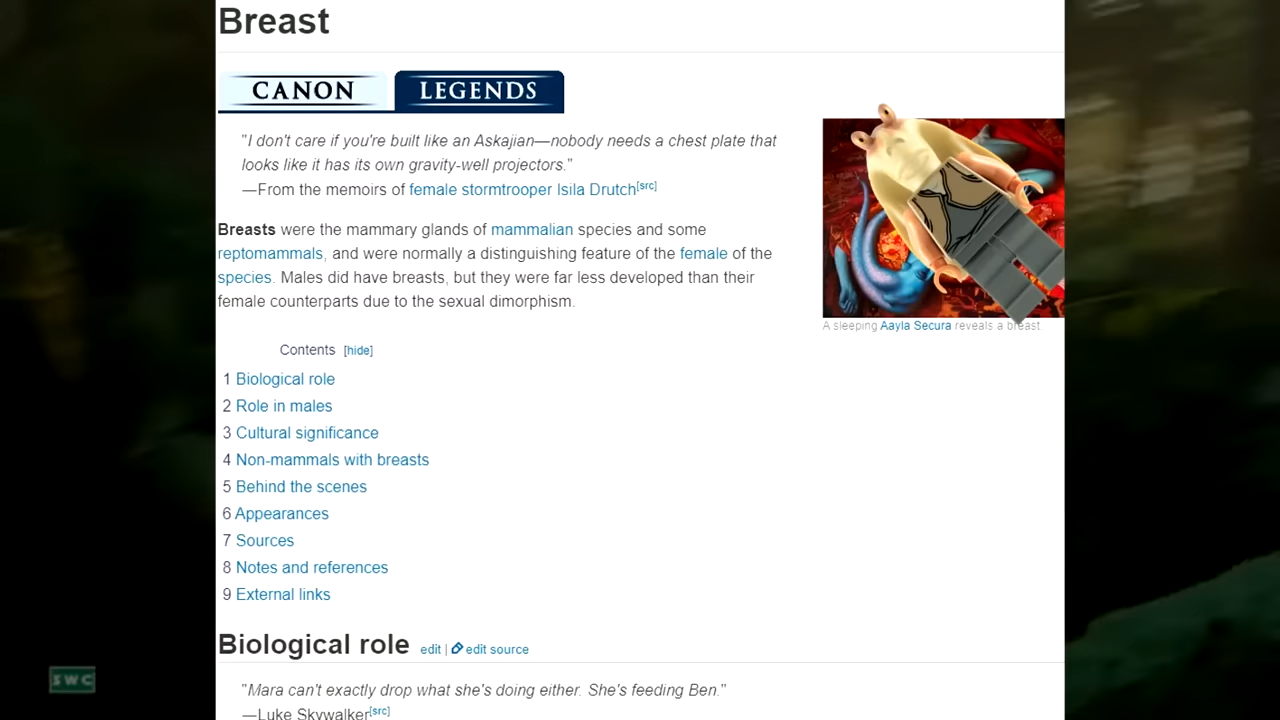 Breast
CANON
LEGENDS
"I don't care if you're built like an Askajian—nobody needs a chest plate that
looks like it has its own gravity-well projectors."
—From the memoirs of female stormtrooper Isila Drutch[src]
Breasts were the mammary glands of mammalian species and some
reptomammals, and were normally a distinguishing feature of the female of the
species. Males did have breasts, but they were far less developed than their
female counterparts due to the sexual dimorphism.
A sleeping Aayla Secura reveals a breast.
Contents [hide]
1 Biological role
2 Role in males
3 Cultural significance
4 Non-mammals with breasts
5 Behind the scenes
6 Appearances
7 Sources
8 Notes and references
9 External links
Biological role edit | edit source
"Mara can't exactly drop what she's doing either. She's feeding Ben."
—Luke Skywalker[src]
SWC